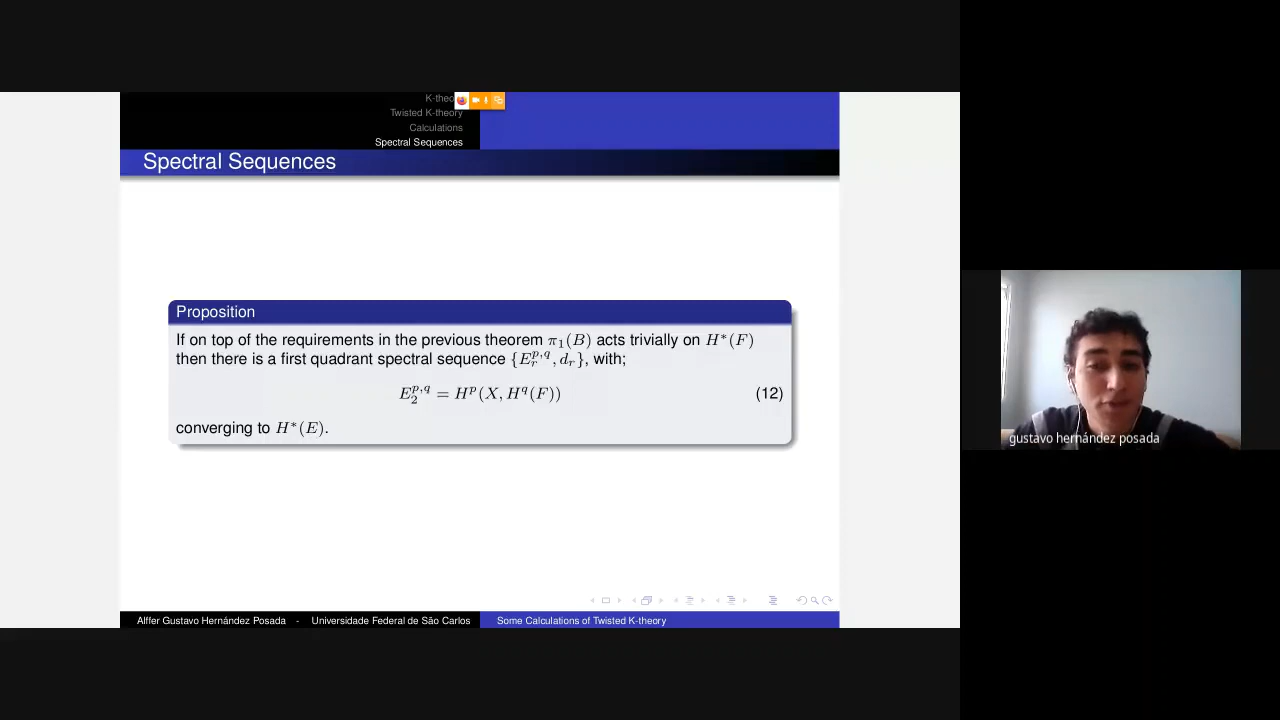 K-theo
Twisted K-theory
Calculations
Spectral Sequences
Spectral Sequences
Proposition
If on top of the requirements in the previous theorem π₁(B) acts trivially on H*(F)
then there is a first quadrant spectral sequence {E_r^{p,q}, d_r}, with;
E_2^{p,q} = H^p(X, H^q(F)) (12)
converging to H*(E).
gustavo hernández posada
Alffer Gustavo Hernández Posada - Universidade Federal de São Carlos Some Calculations of Twisted K-theory